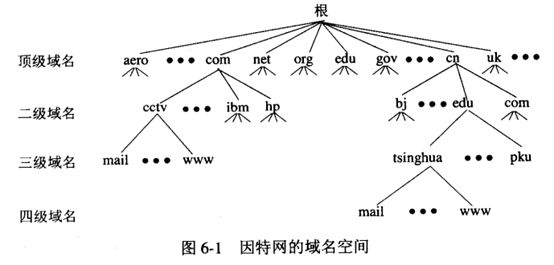 根
顶级域名 aero ••• com net org edu gov ••• cn uk •••
二级域名 cctv ••• ibm hp bj ••• edu com
三级域名 mail ••• www tsinghua ••• pku
四级域名 mail ••• www
图 6-1 因特网的域名空间